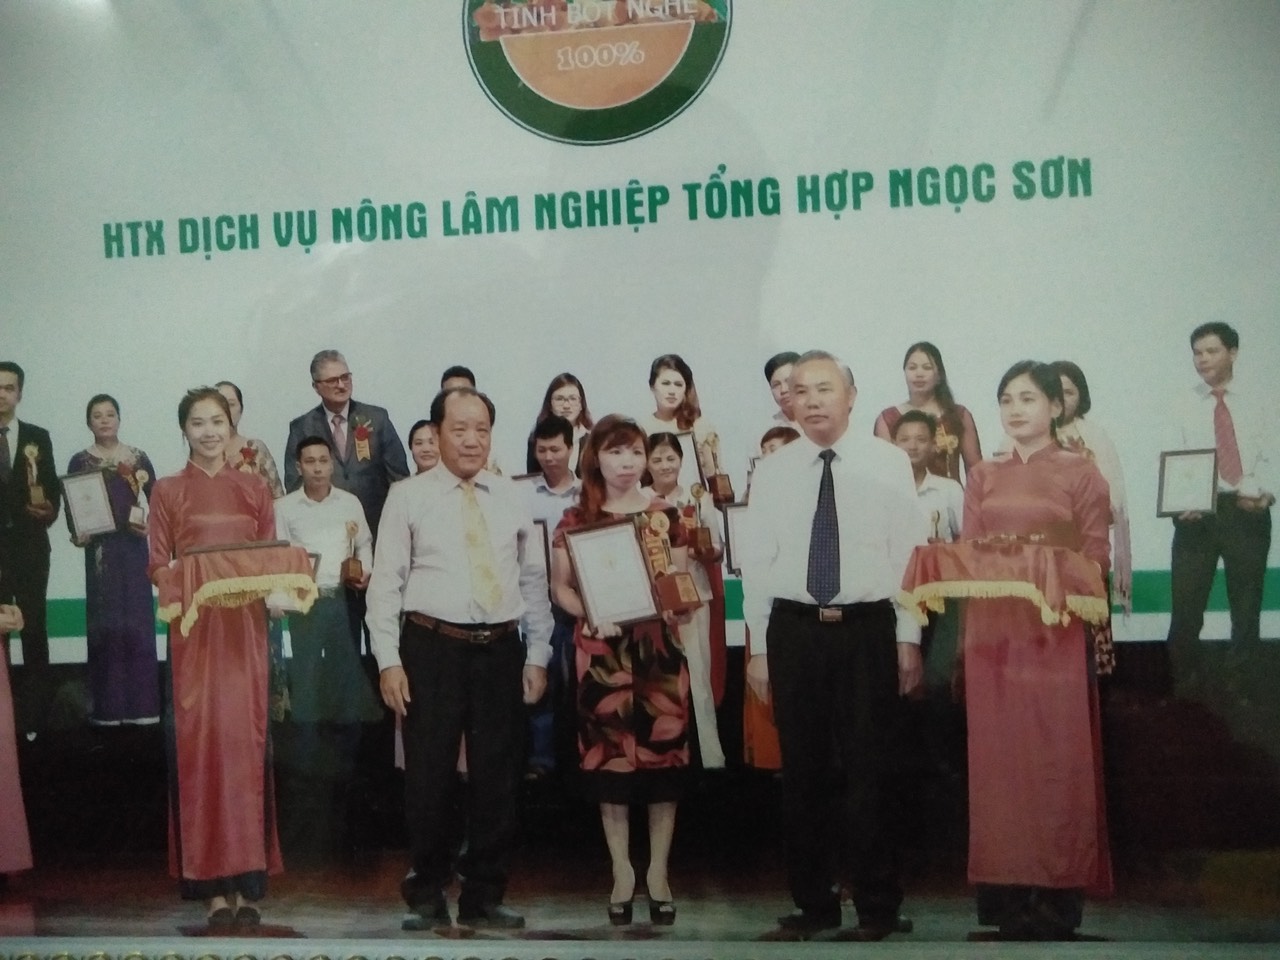 TINH BỘT NGHỆ
100%
HTX DỊCH VỤ NÔNG LÂM NGHIỆP TỔNG HỢP NGỌC SƠN